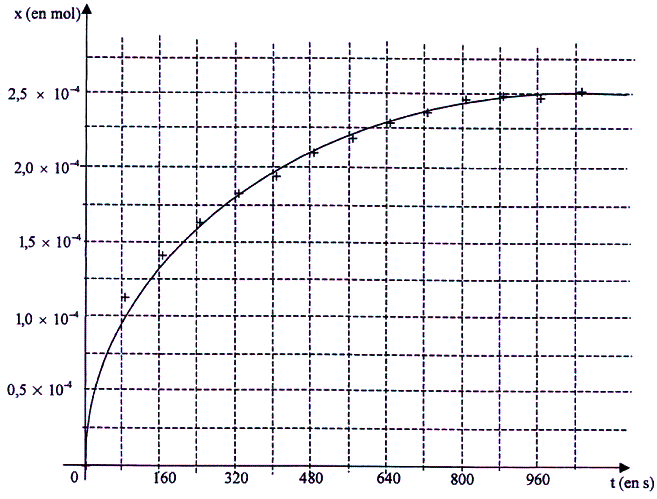 x (en mol)
2,5 × 10⁻⁴
2,0 × 10⁻⁴
1,5 × 10⁻⁴
1,0 × 10⁻⁴
0,5 × 10⁻⁴
0 160 320 480 640 800 960 t (en s)